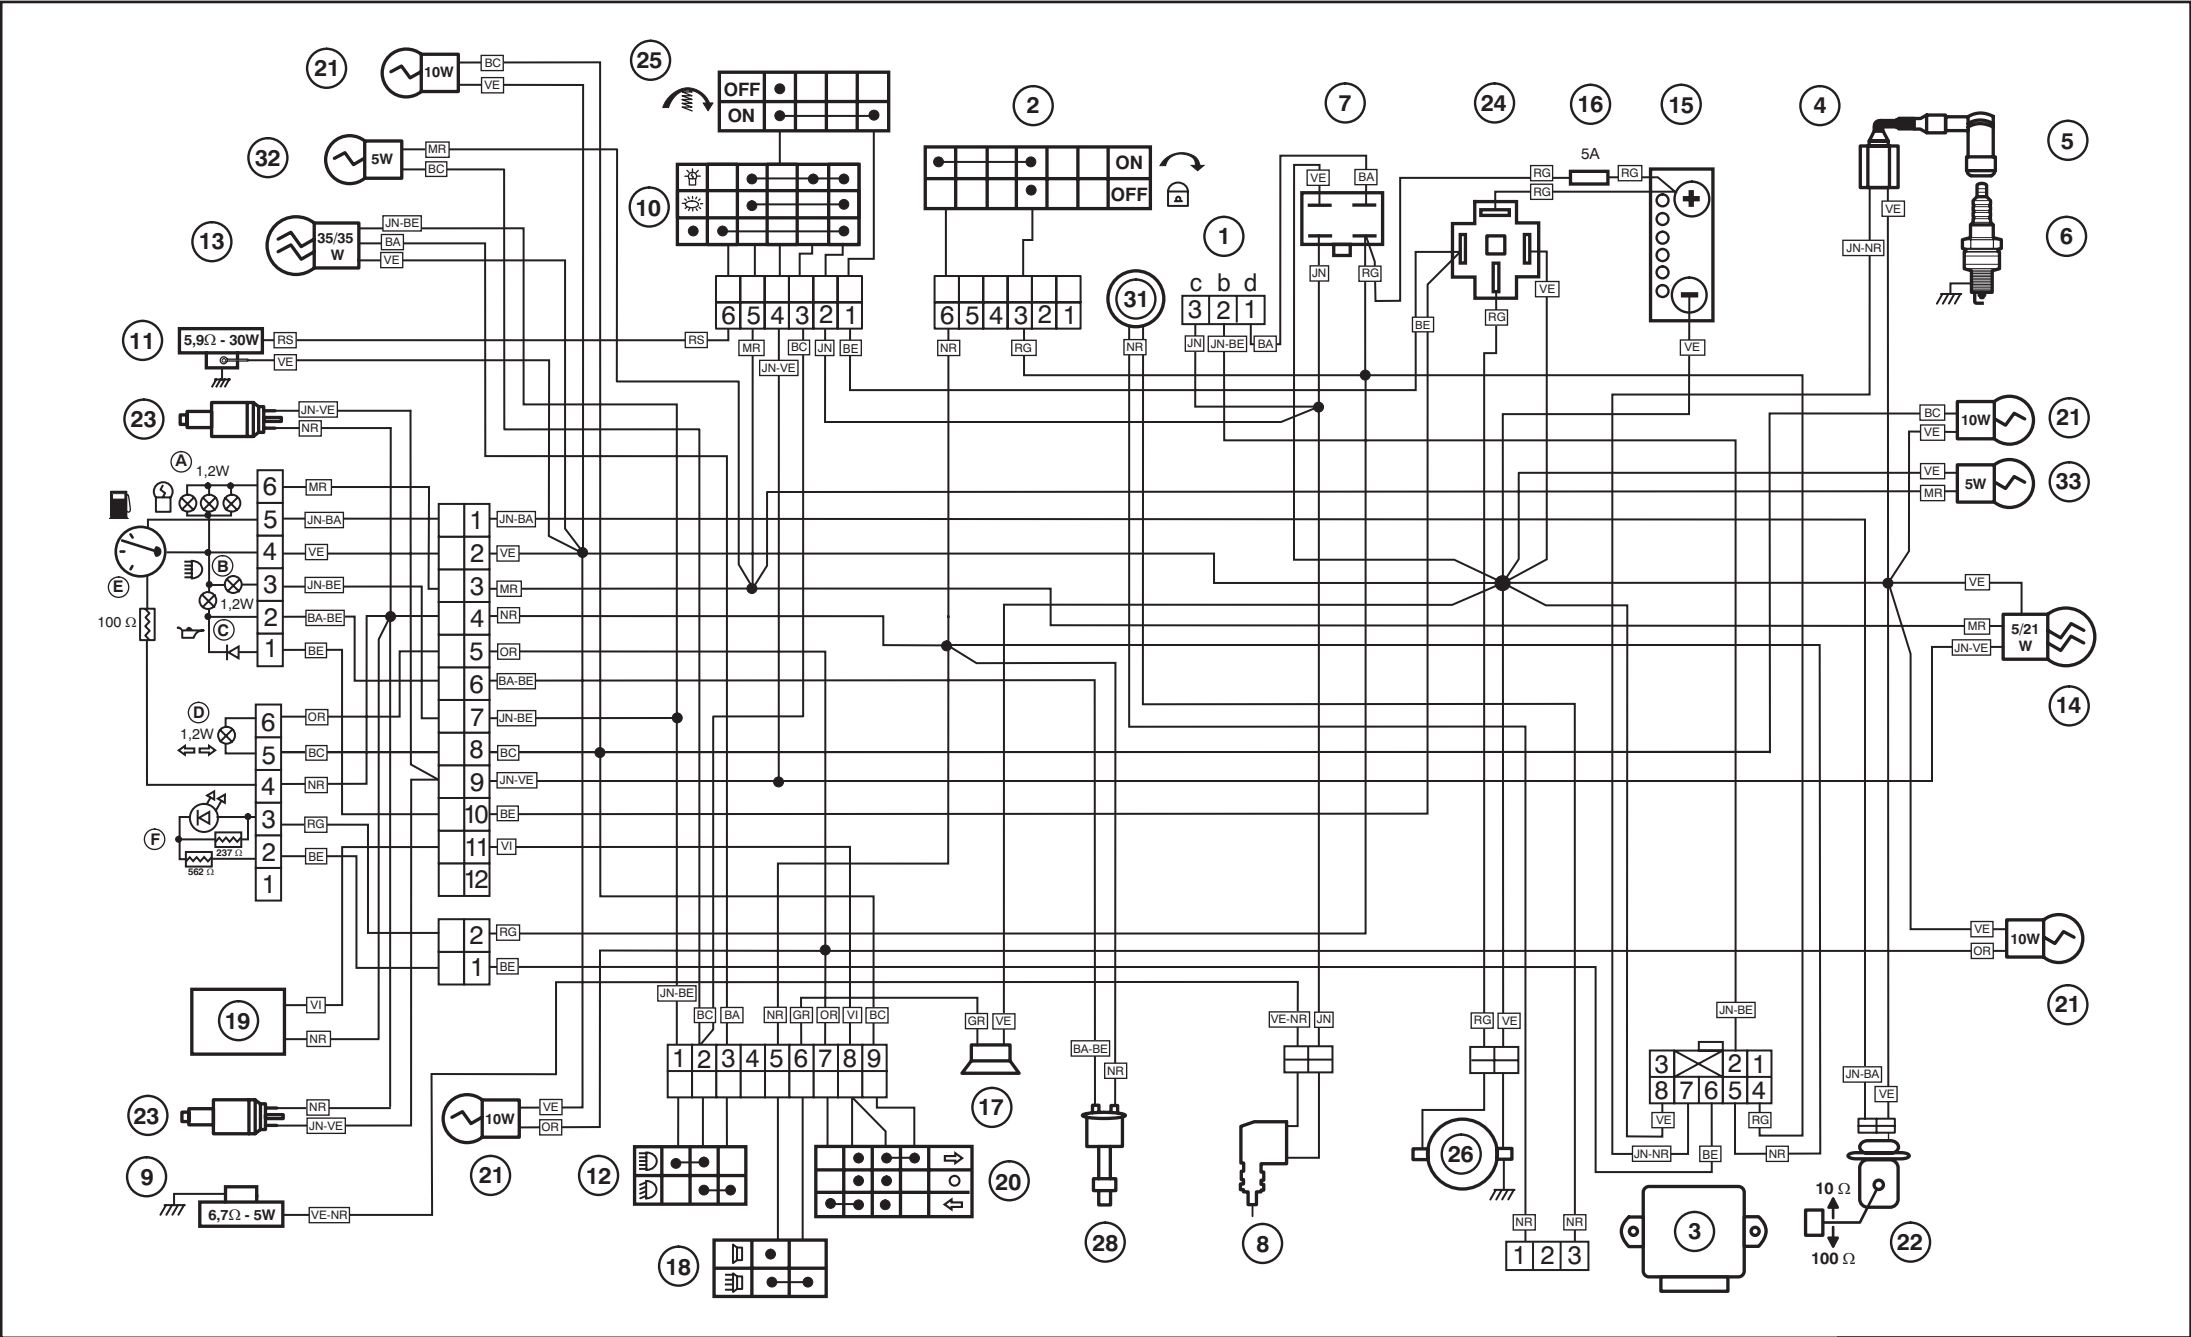 21
10W
BC
VE
25
OFF
ON
2
ON
OFF
7
24
16
15
4
5
5A
RG
RG
RG
VE
BA
32
5W
MR
BC
10
1
6
VE
JN-NR
13
35/35
W
JN-BE
BA
VE
JN
RG
VE
c b d
3 2 1
31
BE
RG
6 5 4 3 2 1
6 5 4 3 2 1
11
5,9Ω - 30W
RS
VE
RS
MR
BC
JN
BE
JN-VE
NR
RG
NR
JN
JN-BE
BA
VE
23
JN-VE
NR
BC
VE
10W
21
A
1,2W
6
MR
VE
MR
5W
33
5
JN-BA
1
JN-BA
4
VE
2
VE
E
B
3
JN-BE
3
MR
VE
1,2W
100 Ω
2
BA-BE
4
NR
MR
JN-VE
5/21
W
14
C
1
BE
5
OR
6
BA-BE
D
1,2W
6
OR
7
JN-BE
5
BC
8
BC
4
NR
9
JN-VE
3
RG
10
BE
F
237 Ω
562 Ω
2
BE
11
VI
1
12
2
RG
1
BE
VE
OR
10W
21
19
VI
NR
JN-BE
BC
BA
NR
GR
OR
VI
BC
GR
VE
VE-NR
JN
RG
VE
JN-BE
1 2 3 4 5 6 7 8 9
17
BA-BE
NR
3 2 1
8 7 6 5 4
VE
RG
JN-NR
BE
NR
JN-BA
VE
23
NR
JN-VE
10W
VE
OR
21
12
20
26
9
6,7Ω - 5W
VE-NR
18
28
8
NR
NR
1 2 3
3
10 Ω
100 Ω
22